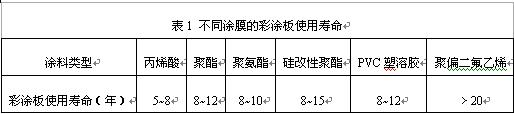 表1 不同涂膜的彩涂板使用寿命
涂料类型 丙烯酸 聚酯 聚氨酯 硅改性聚酯 PVC塑溶胶 聚偏二氟乙烯
彩涂板使用寿命（年） 5~8 8~12 8~10 8~15 8~12 ＞20